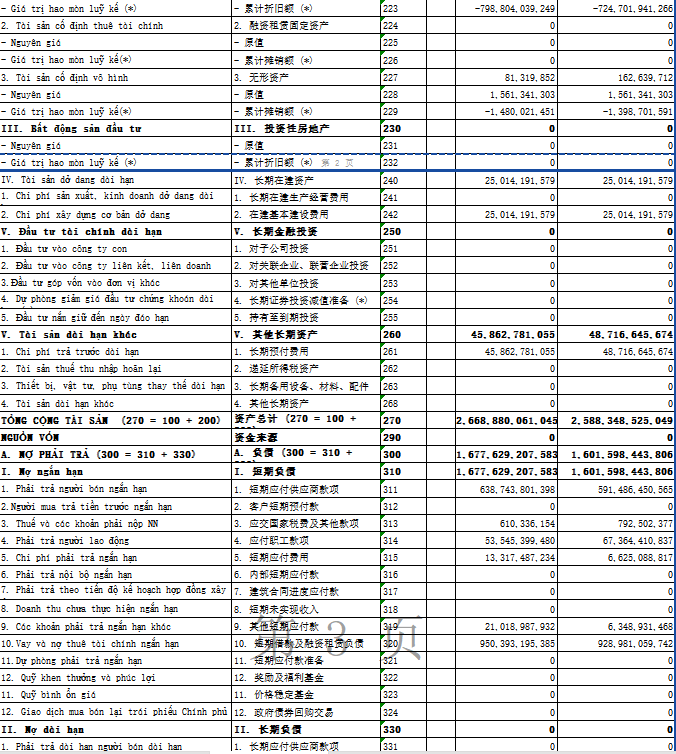 - Giá trị hao mòn luỹ kế (*) - 累计折旧额 (*) 223 -798,804,039,249 -724,701,941,266
2. Tài sản cố định thuê tài chính 2. 融资租赁固定资产 224 0 0
- Nguyên giá - 原值 225 0 0
- Giá trị hao mòn luỹ kế(*) - 累计摊销额 (*) 226 0 0
3. Tài sản cố định vô hình 3. 无形资产 227 81,319,852 162,639,712
- Nguyên giá - 原值 228 1,561,341,303 1,561,341,303
- Giá trị hao mòn luỹ kế(*) - 累计摊销额 (*) 229 -1,480,021,451 -1,398,701,591
III. Bất động sản đầu tư III. 投资性房地产 230 0 0
- Nguyên giá - 原值 231 0 0
- Giá trị hao mòn luỹ kế (*) - 累计折旧额 (*) 第 2 页 232 0 0
IV. Tài sản dở dang dài hạn IV. 长期在建资产 240 25,014,191,579 25,014,191,579
1. Chi phí sản xuất, kinh doanh dở dang dài 1. 长期在建生产经营费用 241 0 0
2. Chi phí xây dựng cơ bản dở dang 2. 在建基本建设费用 242 25,014,191,579 25,014,191,579
V. Đầu tư tài chính dài hạn V. 长期金融投资 250 0 0
1. Đầu tư vào công ty con 1. 对子公司投资 251 0 0
2. Đầu tư vào công ty liên kết, liên doanh 2. 对关联企业、联营企业投资 252 0 0
3.Đầu tư góp vốn vào đơn vị khác 3. 对其他单位投资 253 0 0
4. Dự phòng giảm giá đầu tư chứng khoán dài 4. 长期证券投资减值准备 (*) 254 0 0
5. Đầu tư nắm giữ đến ngày đáo hạn 5. 持有至到期投资 255 0 0
V. Tài sản dài hạn khác V. 其他长期资产 260 45,862,781,055 48,716,645,674
1. Chi phí trả trước dài hạn 1. 长期预付费用 261 45,862,781,055 48,716,645,674
2. Tài sản thuế thu nhập hoãn lại 2. 递延所得税资产 262 0 0
3. Thiết bị, vật tư, phụ tùng thay thế dài hạn 3. 长期备用设备、材料、配件 263 0 0
4. Tài sản dài hạn khác 4. 其他长期资产 268 0 0
TỔNG CỘNG TÀI SẢN (270 = 100 + 200) 资产总计 (270 = 100 + 270 2,668,880,061,045 2,588,348,525,049
NGUỒN VỐN 资金来源 290 0 0
A. NỢ PHẢI TRẢ (300 = 310 + 330) A. 负债 (300 = 310 + 300 1,677,629,207,583 1,601,598,443,806
I. Nợ ngắn hạn I. 短期负债 310 1,677,629,207,583 1,601,598,443,806
1. Phải trả người bán ngắn hạn 1. 短期应付供应商款项 311 638,743,801,398 591,486,450,565
2.Người mua trả tiền trước ngắn hạn 2. 客户短期预付款 312 0 0
3. Thuế và các khoản phải nộp NN 3. 应交国家税费及其他款项 313 610,336,154 792,502,377
4. Phải trả người lao động 4. 应付职工款项 314 53,545,399,480 67,364,410,837
5. Chi phí phải trả ngắn hạn 5. 短期应付费用 315 13,317,487,234 6,625,088,817
6. Phải trả nội bộ ngắn hạn 6. 内部短期应付款 316 0 0
7. Phải trả theo tiến độ kế hoạch hợp đồng xây 7. 建筑合同进度应付款 317 0 0
8. Doanh thu chưa thực hiện ngắn hạn 8. 短期未实现收入 318 0 0
9. Các khoản phải trả ngắn hạn khác 9. 其他短期应付款 319 21,018,987,932 6,348,931,468
第 3 页
10.Vay và nợ thuê tài chính ngắn hạn 10. 短期借款及融资租赁负债 320 950,393,195,385 928,981,059,742
11.Dự phòng phải trả ngắn hạn 11. 短期应付款准备 321 0 0
12. Quỹ khen thưởng và phúc lợi 12. 奖励及福利基金 322 0 0
11. Quỹ bình ổn giá 11. 价格稳定基金 323 0 0
12. Giao dịch mua bán lại trái phiếu Chính phủ 12. 政府债券回购交易 324 0 0
II. Nợ dài hạn II. 长期负债 330 0 0
1. Phải trả dài hạn người bán dài hạn 1. 长期应付供应商款项 331 0 0